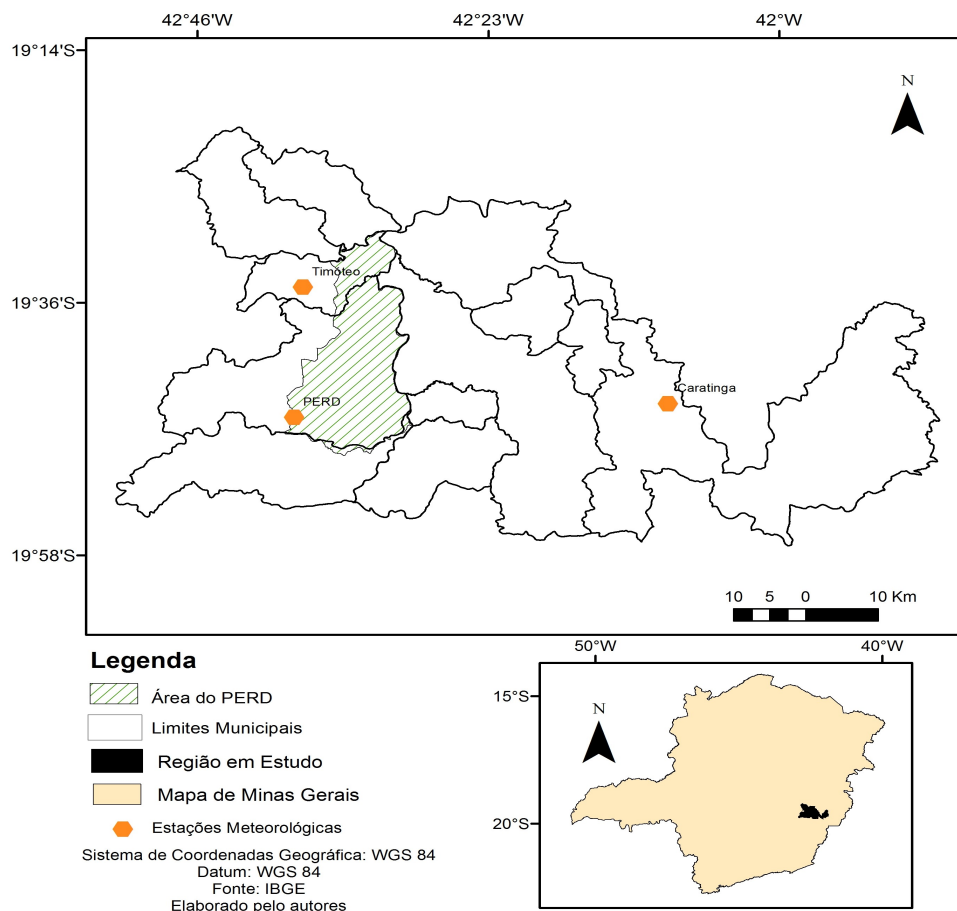 42°46'W 42°23'W 42°W
19°14'S
N
Timóteo
19°36'S
Caratinga
PERD
19°58'S
10 5 0 10 Km
Legenda
Área do PERD
Limites Municipais
Região em Estudo
Mapa de Minas Gerais
Estações Meteorológicas
Sistema de Coordenadas Geográfica: WGS 84
Datum: WGS 84
Fonte: IBGE
Elaborado pelo autores
50°W 40°W
15°S
N
20°S